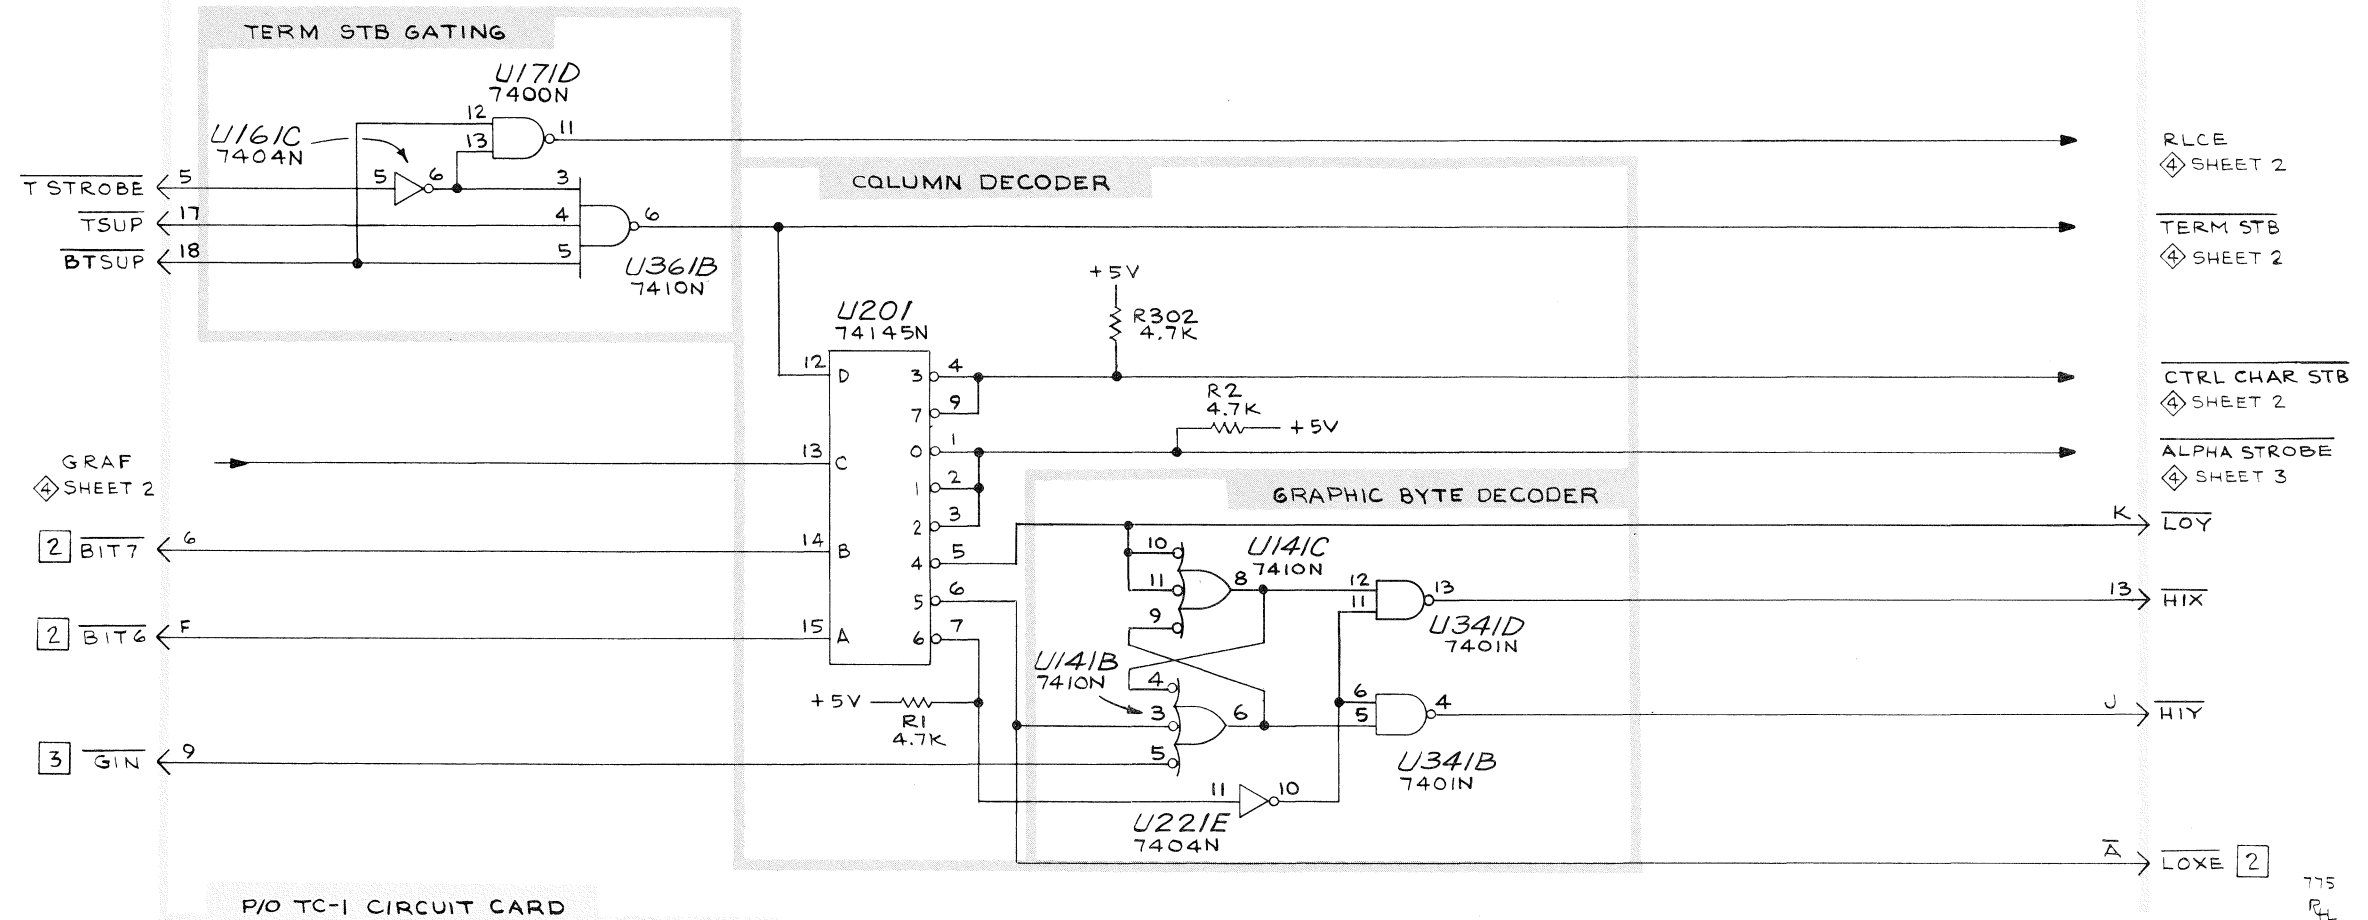 TERM STB GATING
U171D
7400N
12
13
11
U161C
7404N
T STROBE
5
5
6
3
TSUP
17
4
6
BTSUP
18
5
U361B
7410N
RLCE
4 SHEET 2
COLUMN DECODER
TERM STB
4 SHEET 2
+5V
R302
4.7K
U201
74145N
12
D
3
4
7
9
CTRL CHAR STB
4 SHEET 2
R2
4.7K
+5V
GRAF
4 SHEET 2
13
C
0
1
1
2
2
3
ALPHA STROBE
4 SHEET 3
GRAPHIC BYTE DECODER
2
BIT7
6
14
B
4
5
K
LOY
10
11
9
8
U141C
7410N
5
6
12
11
13
U341D
7401N
13
HIX
2
BIT6
F
15
A
6
7
U141B
7410N
4
3
5
6
+5V
R1
4.7K
6
5
4
U341B
7401N
J
HIY
3
GIN
9
11
10
U221E
7404N
A
LOXE
2
775
RHL
P/O TC-1 CIRCUIT CARD